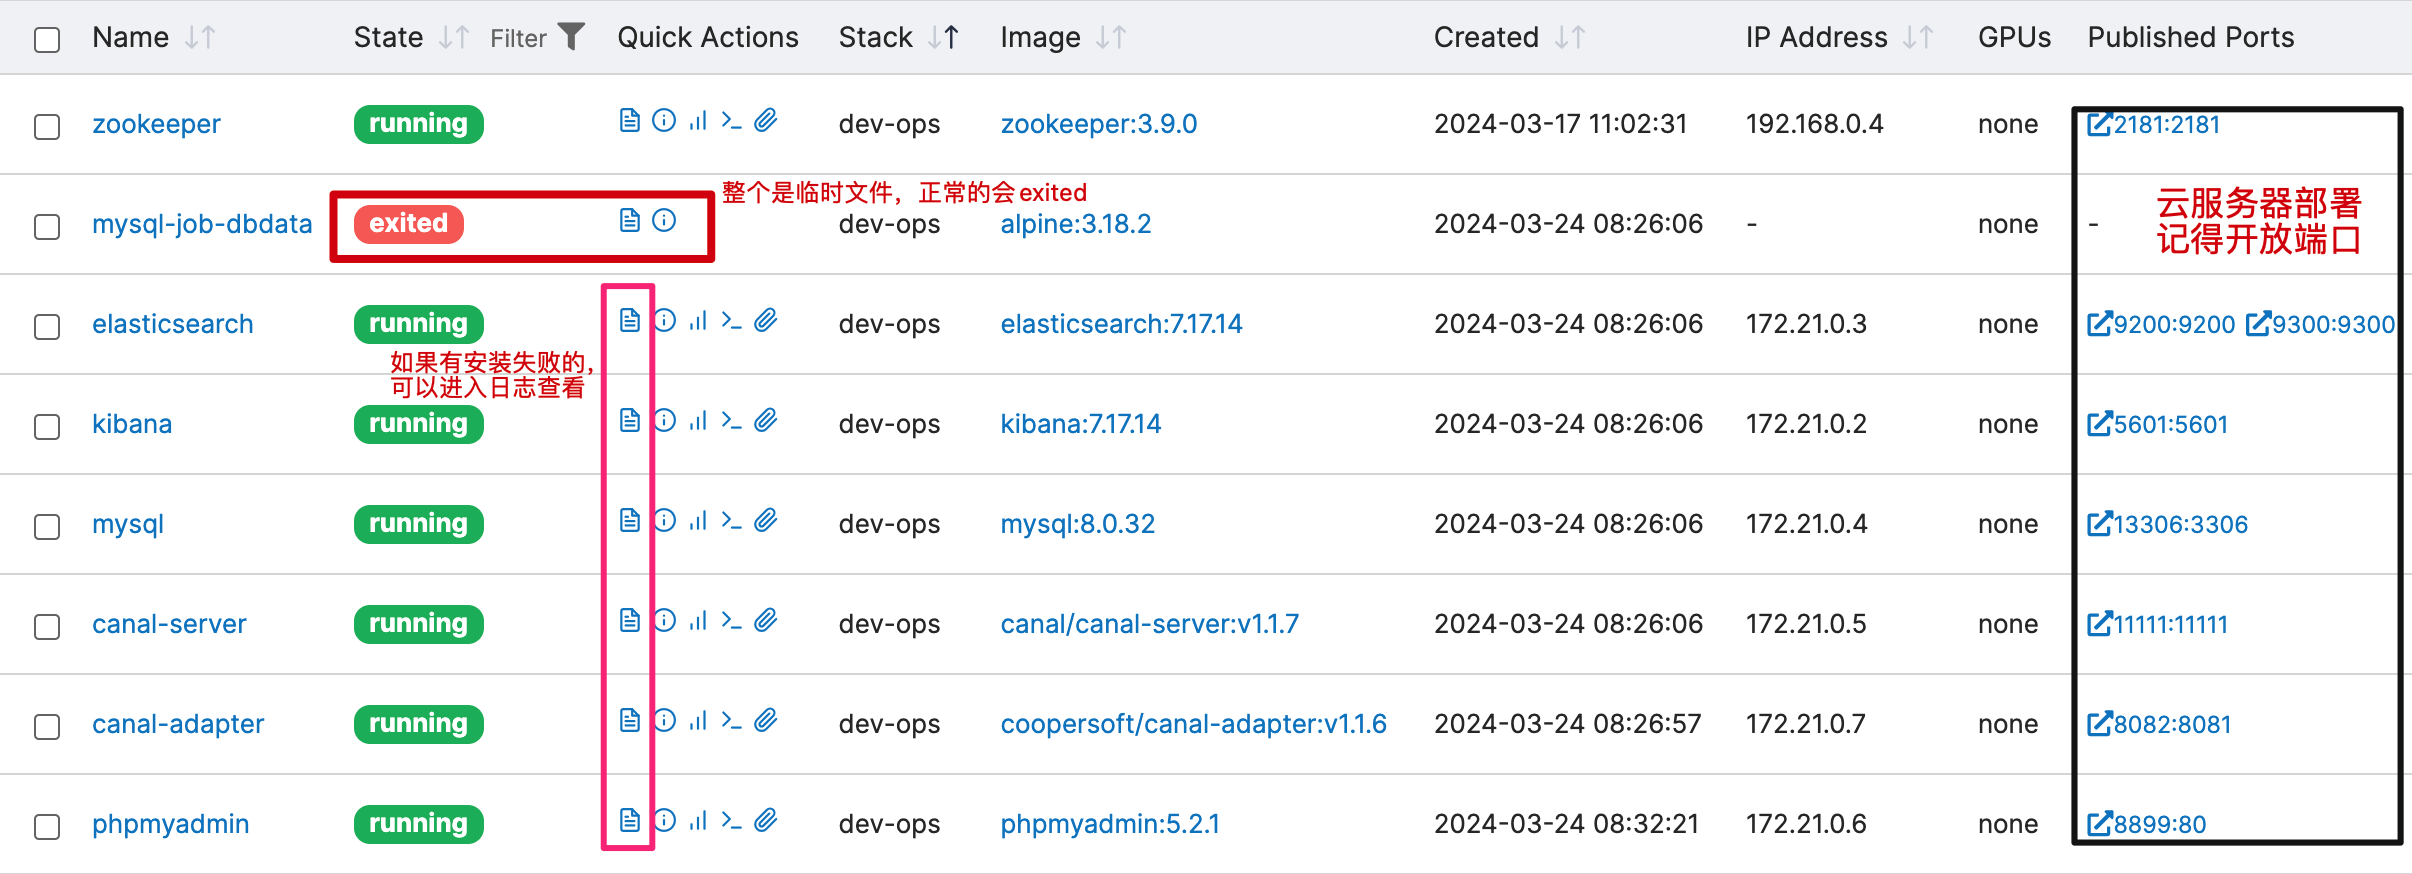 Name State Filter Quick Actions Stack Image Created IP Address GPUs Published Ports
zookeeper running dev-ops zookeeper:3.9.0 2024-03-17 11:02:31 192.168.0.4 none 2181:2181
整个是临时文件，正常的会exited
mysql-job-dbdata exited dev-ops alpine:3.18.2 2024-03-24 08:26:06 - none -
云服务器部署
记得开放端口
elasticsearch running dev-ops elasticsearch:7.17.14 2024-03-24 08:26:06 172.21.0.3 none 9200:9200 9300:9300
如果有安装失败的，
可以进入日志查看
kibana running dev-ops kibana:7.17.14 2024-03-24 08:26:06 172.21.0.2 none 5601:5601
mysql running dev-ops mysql:8.0.32 2024-03-24 08:26:06 172.21.0.4 none 13306:3306
canal-server running dev-ops canal/canal-server:v1.1.7 2024-03-24 08:26:06 172.21.0.5 none 11111:11111
canal-adapter running dev-ops coopersoft/canal-adapter:v1.1.6 2024-03-24 08:26:57 172.21.0.7 none 8082:8081
phpmyadmin running dev-ops phpmyadmin:5.2.1 2024-03-24 08:32:21 172.21.0.6 none 8899:80